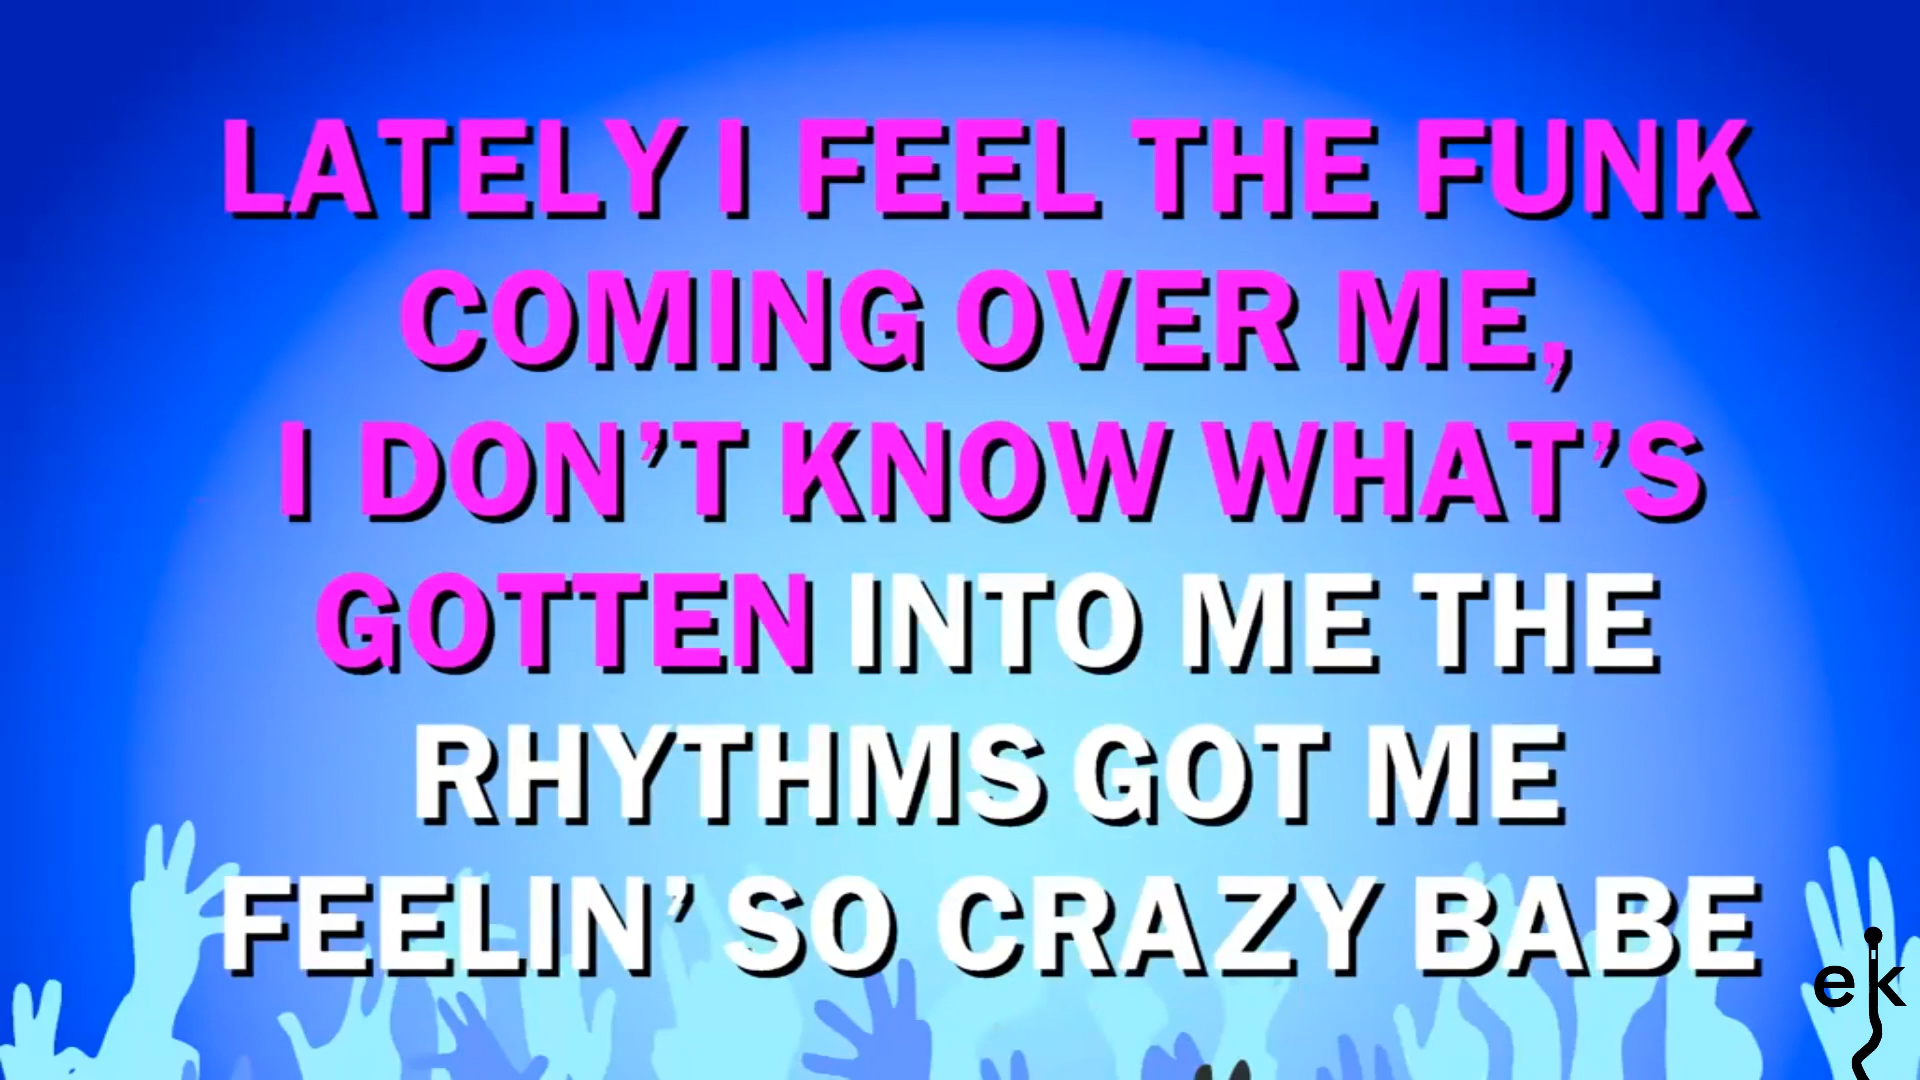 LATELY I FEEL THE FUNK
COMING OVER ME,
I DON’T KNOW WHAT’S
GOTTEN INTO ME THE
RHYTHMS GOT ME
FEELIN’ SO CRAZY BABE
ek